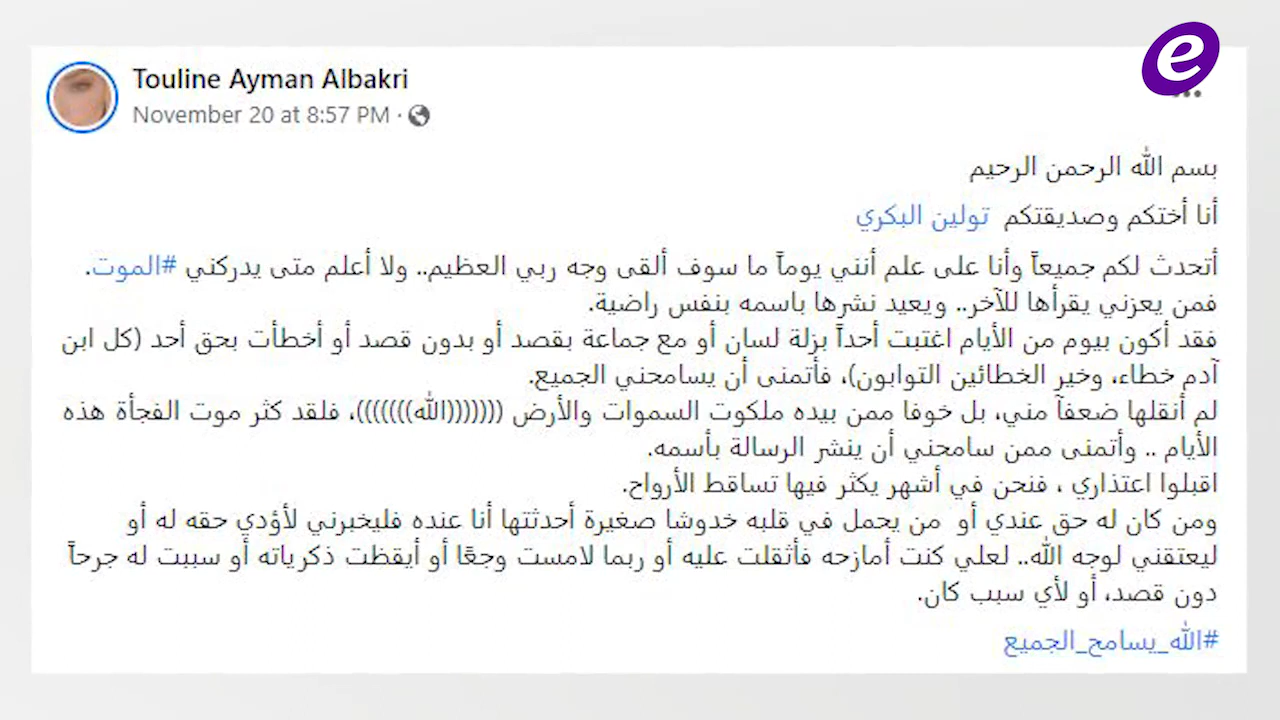 Touline Ayman Albakri
November 20 at 8:57 PM ·
e
بسم الله الرحمن الرحيم
أنا أختكم وصديقتكم تولين البكري
أتحدث لكم جميعاً وأنا على علم أنني يوماً ما سوف ألقى وجه ربي العظيم.. ولا أعلم متى يدركني #الموت.
فمن يعزني يقرأها للآخر.. ويعيد نشرها باسمه بنفس راضية.
فقد أكون بيوم من الأيام اغتبت أحداً بزلة لسان أو مع جماعة بقصد أو بدون قصد أو أخطأت بحق أحد (كل ابن
آدم خطاء، وخير الخطائين التوابون)، فأتمنى أن يسامحني الجميع.
لم أنقلها ضعفاً مني، بل خوفا ممن بيده ملكوت السموات والأرض (((((((الله)))))))، فلقد كثر موت الفجأة هذه
الأيام .. وأتمنى ممن سامحني أن ينشر الرسالة بأسمه.
اقبلوا اعتذاري ، فنحن في أشهر يكثر فيها تساقط الأرواح.
ومن كان له حق عندي أو من يحمل في قلبه خدوشا صغيرة أحدثتها أنا عنده فليخبرني لأؤدي حقه له أو
ليعتقني لوجه الله.. لعلي كنت أمازحه فأثقلت عليه أو ربما لامست وجعًا أو أيقظت ذكرياته أو سببت له جرحاً
دون قصد، أو لأي سبب كان.
#الله_يسامح_الجميع